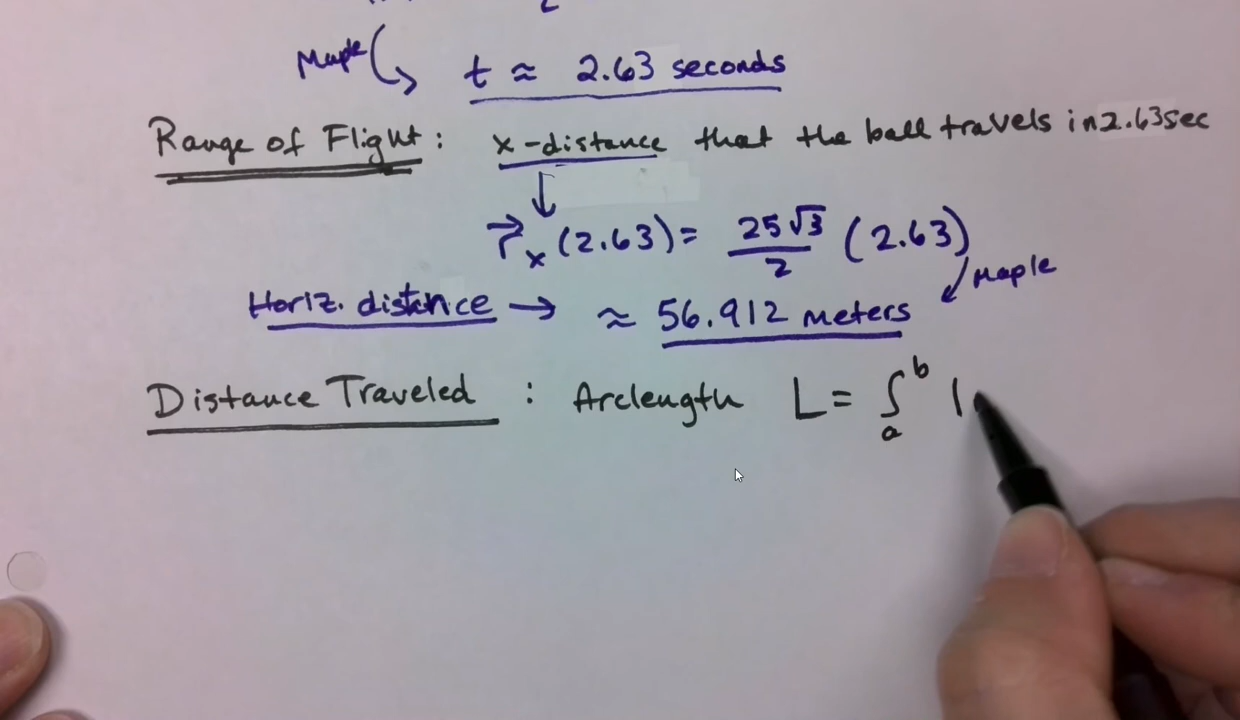 Maple t ≈ 2.63 seconds
Range of Flight : x-distance that the ball travels in 2.63 sec
↓
r⃗ₓ (2.63) = 25√3/2 (2.63)
Maple
Horiz. distance → ≈ 56.912 meters
Distance Traveled : Arclength L = ∫ₐᵇ |